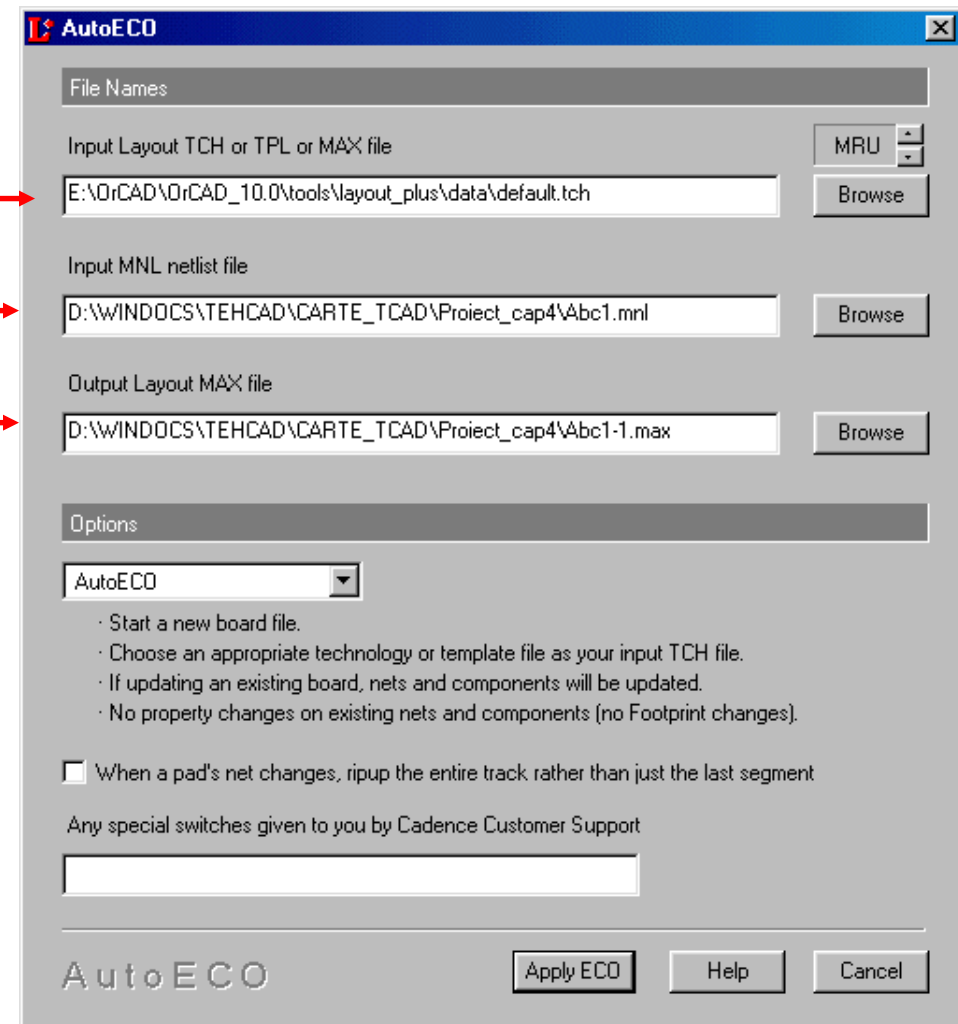 AutoECO
File Names
Input Layout TCH or TPL or MAX file
MRU
E:\OrCAD\OrCAD_10.0\tools\layout_plus\data\default.tch
Browse
Input MNL netlist file
D:\WINDOCS\TEHCAD\CARTE_TCAD\Proiect_cap4\Abc1.mnl
Browse
Output Layout MAX file
D:\WINDOCS\TEHCAD\CARTE_TCAD\Proiect_cap4\Abc1-1.max
Browse
Options
AutoECO
· Start a new board file.
· Choose an appropriate technology or template file as your input TCH file.
· If updating an existing board, nets and components will be updated.
· No property changes on existing nets and components (no Footprint changes).
When a pad's net changes, ripup the entire track rather than just the last segment
Any special switches given to you by Cadence Customer Support
AutoECO
Apply ECO
Help
Cancel